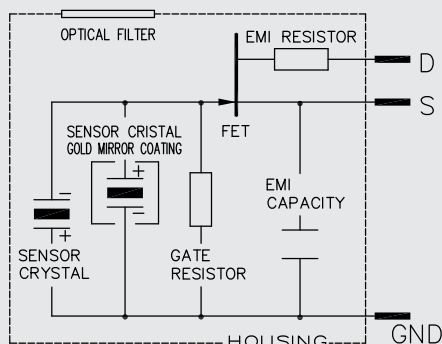 OPTICAL FILTER
EMI RESISTOR
D
S
SENSOR CRISTAL
GOLD MIRROR COATING
FET
EMI
CAPACITY
+
−
−
+
SENSOR
CRYSTAL
GATE
RESISTOR
HOUSING
GND